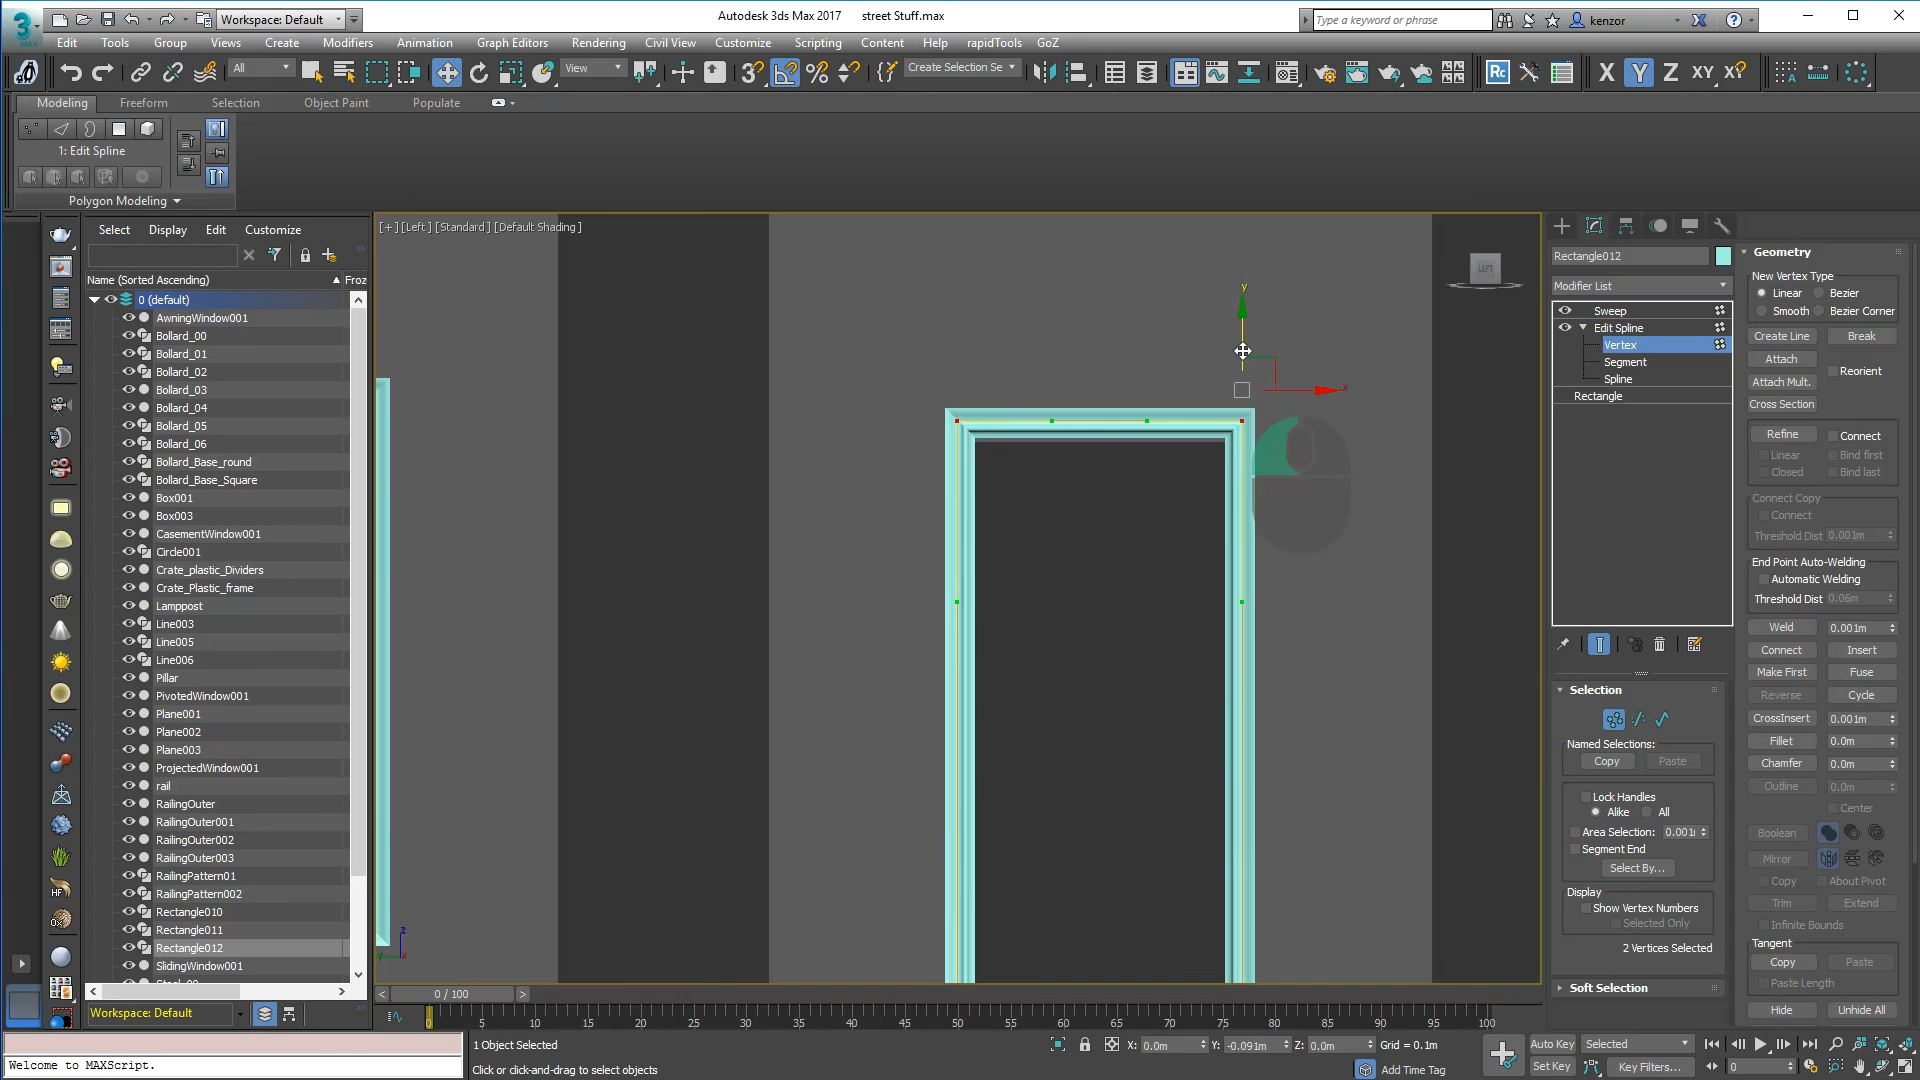 Workspace: Default
Autodesk 3ds Max 2017    street Stuff.max
Type a keyword or phrase
kenzor
Edit Tools Group Views Create Modifiers Animation Graph Editors Rendering Civil View Customize Scripting Content Help rapidTools GoZ
All
View
Create Selection Se
X Y Z XY
Modeling Freeform Selection Object Paint Populate
1: Edit Spline
Polygon Modeling
Select Display Edit Customize
Name (Sorted Ascending) Froz
0 (default)
AwningWindow001
Bollard_00
Bollard_01
Bollard_02
Bollard_03
Bollard_04
Bollard_05
Bollard_06
Bollard_Base_round
Bollard_Base_Square
Box001
Box003
CasementWindow001
Circle001
Crate_plastic_Dividers
Crate_Plastic_frame
Lamppost
Line003
Line005
Line006
Pillar
PivotedWindow001
Plane001
Plane002
Plane003
ProjectedWindow001
rail
RailingOuter
RailingOuter001
RailingOuter002
RailingOuter003
RailingPattern01
RailingPattern002
Rectangle010
Rectangle011
Rectangle012
SlidingWindow001
Workspace: Default
[+][Left][Standard][Default Shading]
LEFT
y
x
z
Rectangle012
Modifier List
Sweep
Edit Spline
Vertex
Segment
Spline
Rectangle
Selection
Named Selections:
Copy Paste
Lock Handles
Alike All
Area Selection:
Segment End
Select By...
Display
Show Vertex Numbers
Selected Only
2 Vertices Selected
Soft Selection
Geometry
New Vertex Type
Linear Bezier
Smooth Bezier Corner
Create Line Break
Attach
Reorient
Attach Mult.
Cross Section
Refine Connect
Linear Bind first
Closed Bind last
Connect Copy
Connect
Threshold Dist 0.001m
End Point Auto-Welding
Automatic Welding
Threshold Dist 0.06m
Weld 0.001m
Connect Insert
Make First Fuse
Reverse Cycle
CrossInsert 0.001m
Fillet 0.0m
Chamfer 0.0m
Outline 0.0m
Center
Boolean
Mirror
Copy About Pivot
Trim Extend
Infinite Bounds
Tangent
Copy Paste
Paste Length
Hide Unhide All
< 0 / 100 >
0 5 10 15 20 25 30 35 40 45 50 55 60 65 70 75 80 85 90 95 100
Welcome to MAXScript.
1 Object Selected
Click or click-and-drag to select objects
X: 0.0m Y: -0.091m Z: 0.0m Grid = 0.1m
Add Time Tag
Auto Key Selected
Set Key Key Filters...
0